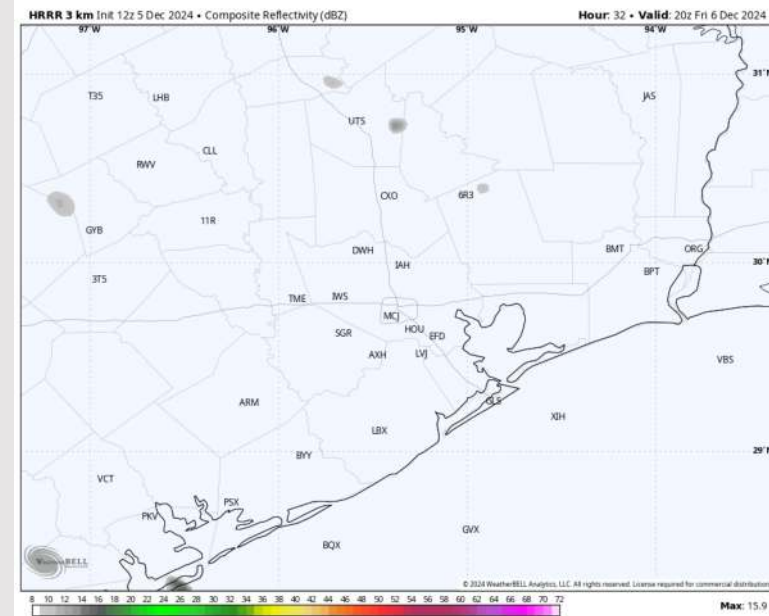 HRRR 3 km Init 12z 5 Dec 2024 • Composite Reflectivity (dBZ) Hour: 32 • Valid: 20z Fri 6 Dec 2024
97°W 96°W 95°W 94°W
31°N
T35 LHB JAS
UTS
CLL
RWV
CXO 6R3
11R
GYB
DWH BMT ORG
IAH 30°N
3T5 BPT
TME IWS
MCJ
SGR HOU EFD
AXH LVJ VBS
ARM GLS
XIH
LBX
29°N
BYY
VCT
PSX
PKV
GVX
BQX
WeatherBELL
© 2024 WeatherBELL Analytics, LLC. All rights reserved. License required for commercial distribution.
8 10 12 14 16 18 20 22 24 26 28 30 32 34 36 38 40 42 44 46 48 50 52 54 56 58 60 62 64 66 68 70 72
Max: 15.9